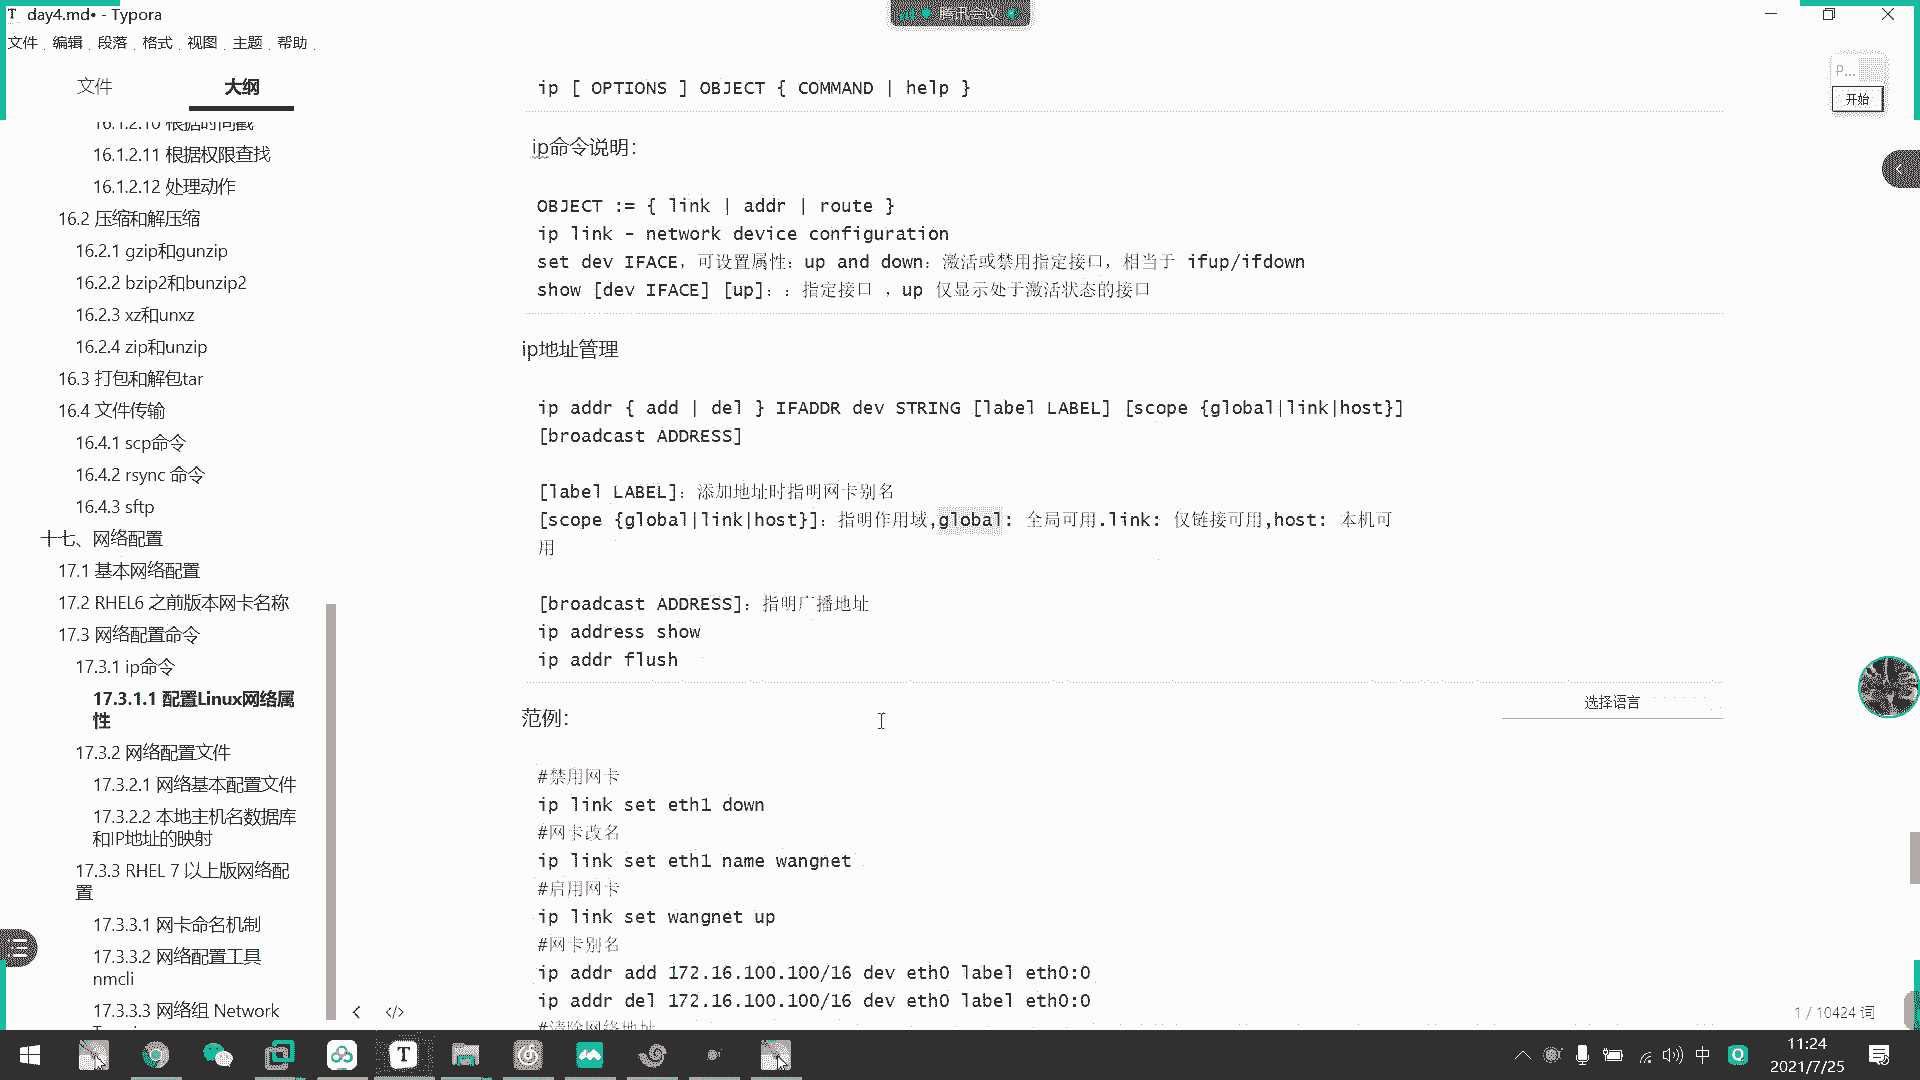 day4.md• - Typora
腾讯会议
文件 编辑 段落 格式 视图 主题 帮助
文件 大纲
P...
开始
16.1.2.10 根据时间戳
16.1.2.11 根据权限查找
16.1.2.12 处理动作
16.2 压缩和解压缩
16.2.1 gzip和gunzip
16.2.2 bzip2和bunzip2
16.2.3 xz和unxz
16.2.4 zip和unzip
16.3 打包和解包tar
16.4 文件传输
16.4.1 scp命令
16.4.2 rsync 命令
16.4.3 sftp
十七、网络配置
17.1 基本网络配置
17.2 RHEL6 之前版本网卡名称
17.3 网络配置命令
17.3.1 ip命令
17.3.1.1 配置Linux网络属
性
17.3.2 网络配置文件
17.3.2.1 网络基本配置文件
17.3.2.2 本地主机名数据库
和IP地址的映射
17.3.3 RHEL 7 以上版网络配
置
17.3.3.1 网卡命名机制
17.3.3.2 网络配置工具
nmcli
17.3.3.3 网络组 Network
ip [ OPTIONS ] OBJECT { COMMAND | help }
ip命令说明：
OBJECT := { link | addr | route }
ip link - network device configuration
set dev IFACE，可设置属性：up and down：激活或禁用指定接口，相当于 ifup/ifdown
show [dev IFACE] [up]：：指定接口 ，up 仅显示处于激活状态的接口
ip地址管理
ip addr { add | del } IFADDR dev STRING [label LABEL] [scope {global|link|host}]
[broadcast ADDRESS]
[label LABEL]：添加地址时指明网卡别名
[scope {global|link|host}]：指明作用域,global: 全局可用.link: 仅链接可用,host: 本机可
用
[broadcast ADDRESS]：指明广播地址
ip address show
ip addr flush
选择语言
范例：
#禁用网卡
ip link set eth1 down
#网卡改名
ip link set eth1 name wangnet
#启用网卡
ip link set wangnet up
#网卡别名
ip addr add 172.16.100.100/16 dev eth0 label eth0:0
ip addr del 172.16.100.100/16 dev eth0 label eth0:0
#清除网络地址
1 / 10424 词
中
11:24
2021/7/25